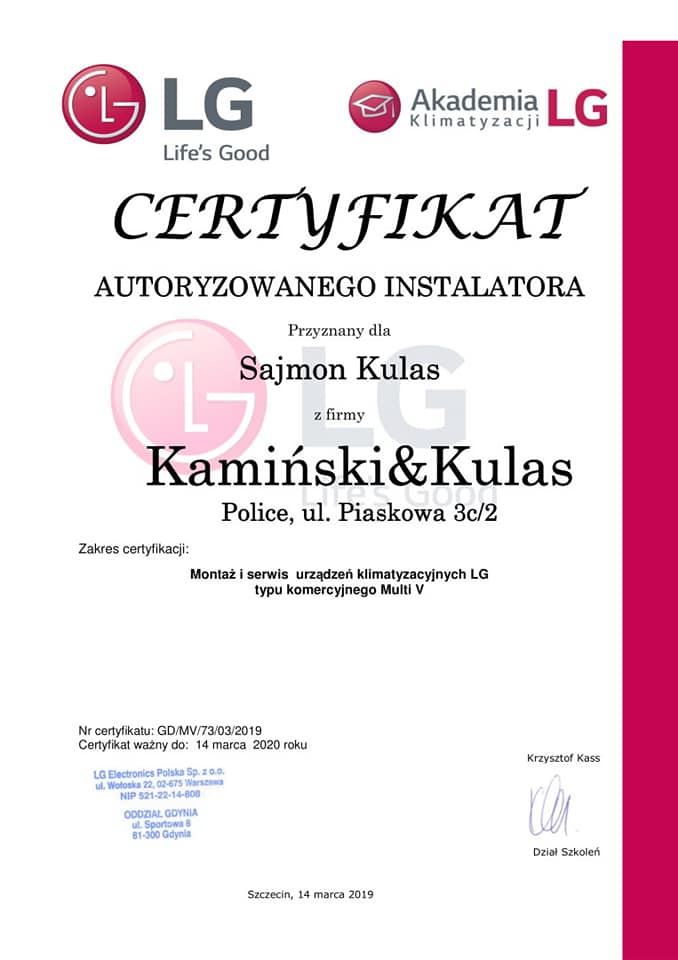 LG
Life's Good
Akademia
Klimatyzacji
LG
CERTYFIKAT
AUTORYZOWANEGO INSTALATORA
Przyznany dla
Sajmon Kulas
z firmy
LG
Kamiński&Kulas
Life's Good
Police, ul. Piaskowa 3c/2
Zakres certyfikacji:
Montaż i serwis urządzeń klimatyzacyjnych LG
typu komercyjnego Multi V
Nr certyfikatu: GD/MV/73/03/2019
Certyfikat ważny do: 14 marca 2020 roku
LG Electronics Polska Sp. z o.o.
ul. Wołoska 22, 02-675 Warszawa
NIP 521-22-14-808
ODDZIAŁ GDYNIA
ul. Sportowa 8
81-300 Gdynia
Krzysztof Kass
Dział Szkoleń
Szczecin, 14 marca 2019